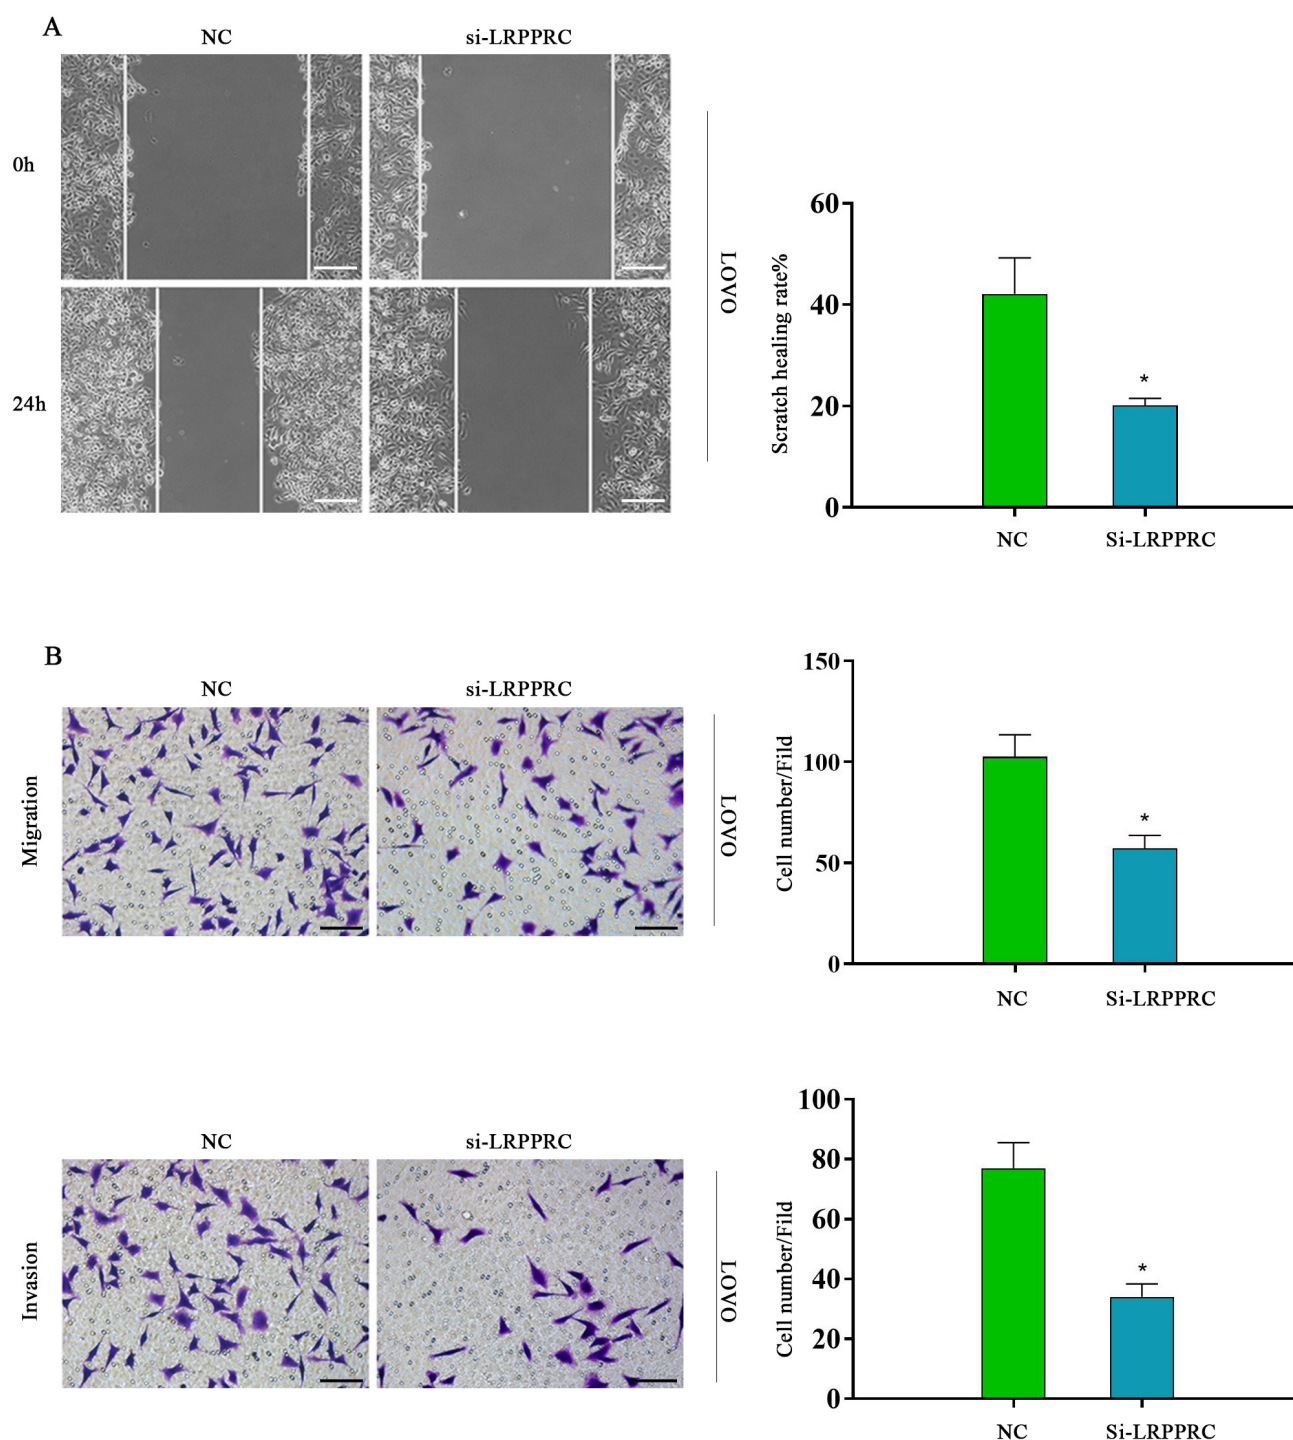 A
NC
si-LRPPRC
0h
24h
LOVO
60
40
20
0
Scratch healing rate%
*
NC
Si-LRPPRC
B
NC
si-LRPPRC
Migration
LOVO
150
100
50
0
Cell number/Fild
*
NC
Si-LRPPRC
NC
si-LRPPRC
Invasion
LOVO
100
80
60
40
20
0
Cell number/Fild
*
NC
Si-LRPPRC